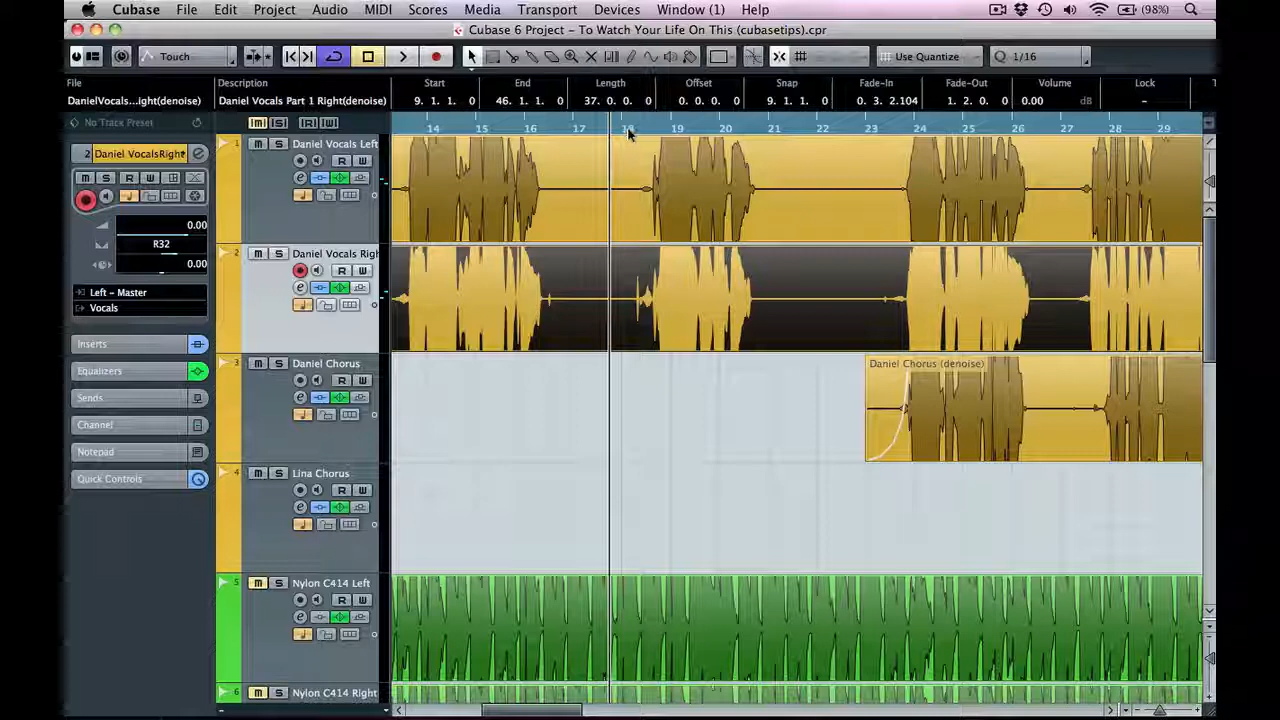 Cubase File Edit Project Audio MIDI Scores Media Transport Devices Window (1) Help (98%)
Cubase 6 Project – To Watch Your Life On This (cubasetips).cpr
Touch Use Quantize Q 1/16
File Description Start End Length Offset Snap Fade-In Fade-Out Volume Lock
DanielVocals...ight(denoise) Daniel Vocals Part 1 Right(denoise) 9. 1. 1. 0 46. 1. 1. 0 37. 0. 0. 0 0. 0. 0. 0 9. 1. 1. 0 0. 3. 2.104 1. 2. 0. 0 0.00 dB –
No Track Preset
14 15 16 17 18 19 20 21 22 23 24 25 26 27 28 29
2 Daniel VocalsRight
M S R W
0.00
R32
0.00
Left – Master
Vocals
Inserts
Equalizers
Sends
Channel
Notepad
Quick Controls
1 M S Daniel Vocals Left
R W
2 M S Daniel Vocals Righ
R W
3 M S Daniel Chorus
R W
Daniel Chorus (denoise)
4 M S Lina Chorus
R W
5 M S Nylon C414 Left
R W
6 M S Nylon C414 Right